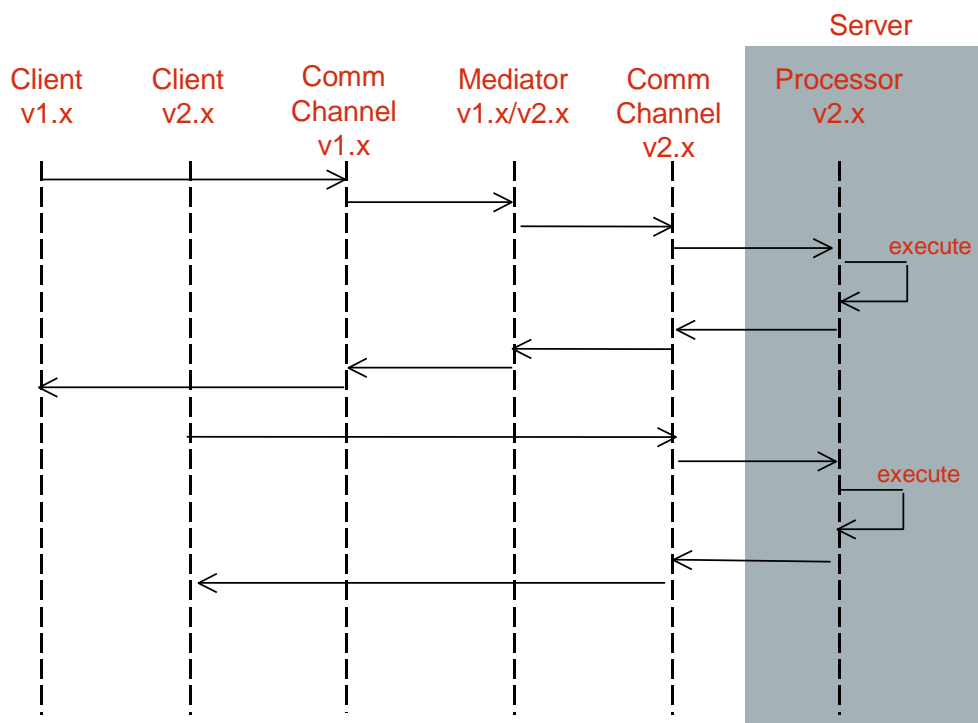 Server
Client
v1.x
Client
v2.x
Comm
Channel
v1.x
Mediator
v1.x/v2.x
Comm
Channel
v2.x
Processor
v2.x
execute
execute